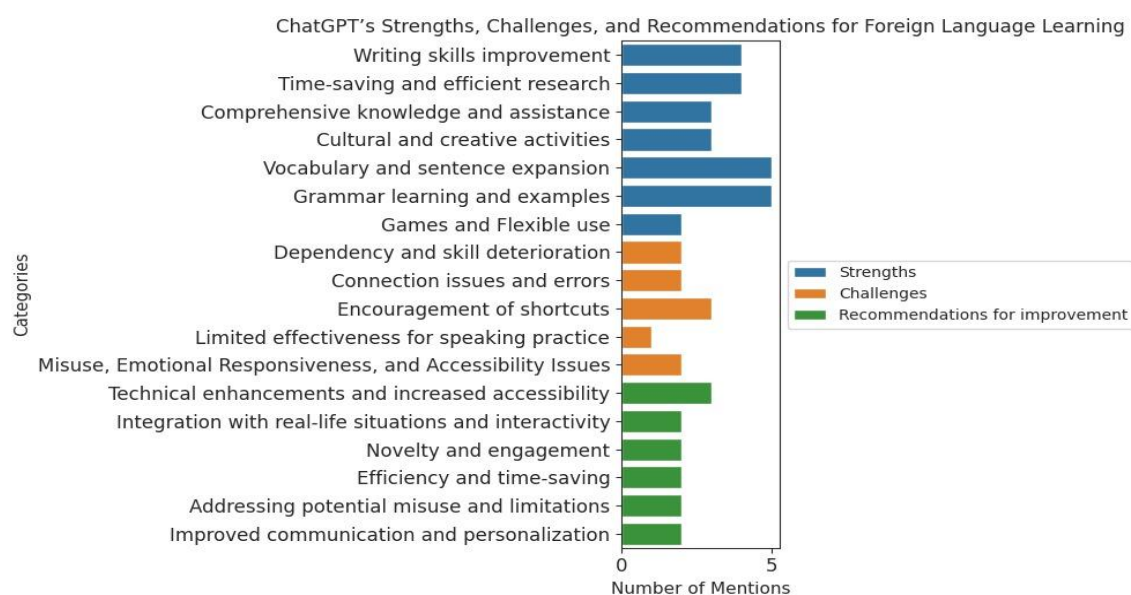 ChatGPT’s Strengths, Challenges, and Recommendations for Foreign Language Learning
Writing skills improvement
Time-saving and efficient research
Comprehensive knowledge and assistance
Cultural and creative activities
Vocabulary and sentence expansion
Grammar learning and examples
Games and Flexible use
Dependency and skill deterioration
Connection issues and errors
Encouragement of shortcuts
Limited effectiveness for speaking practice
Misuse, Emotional Responsiveness, and Accessibility Issues
Technical enhancements and increased accessibility
Integration with real-life situations and interactivity
Novelty and engagement
Efficiency and time-saving
Addressing potential misuse and limitations
Improved communication and personalization
Categories
0 5
Number of Mentions
Strengths
Challenges
Recommendations for improvement